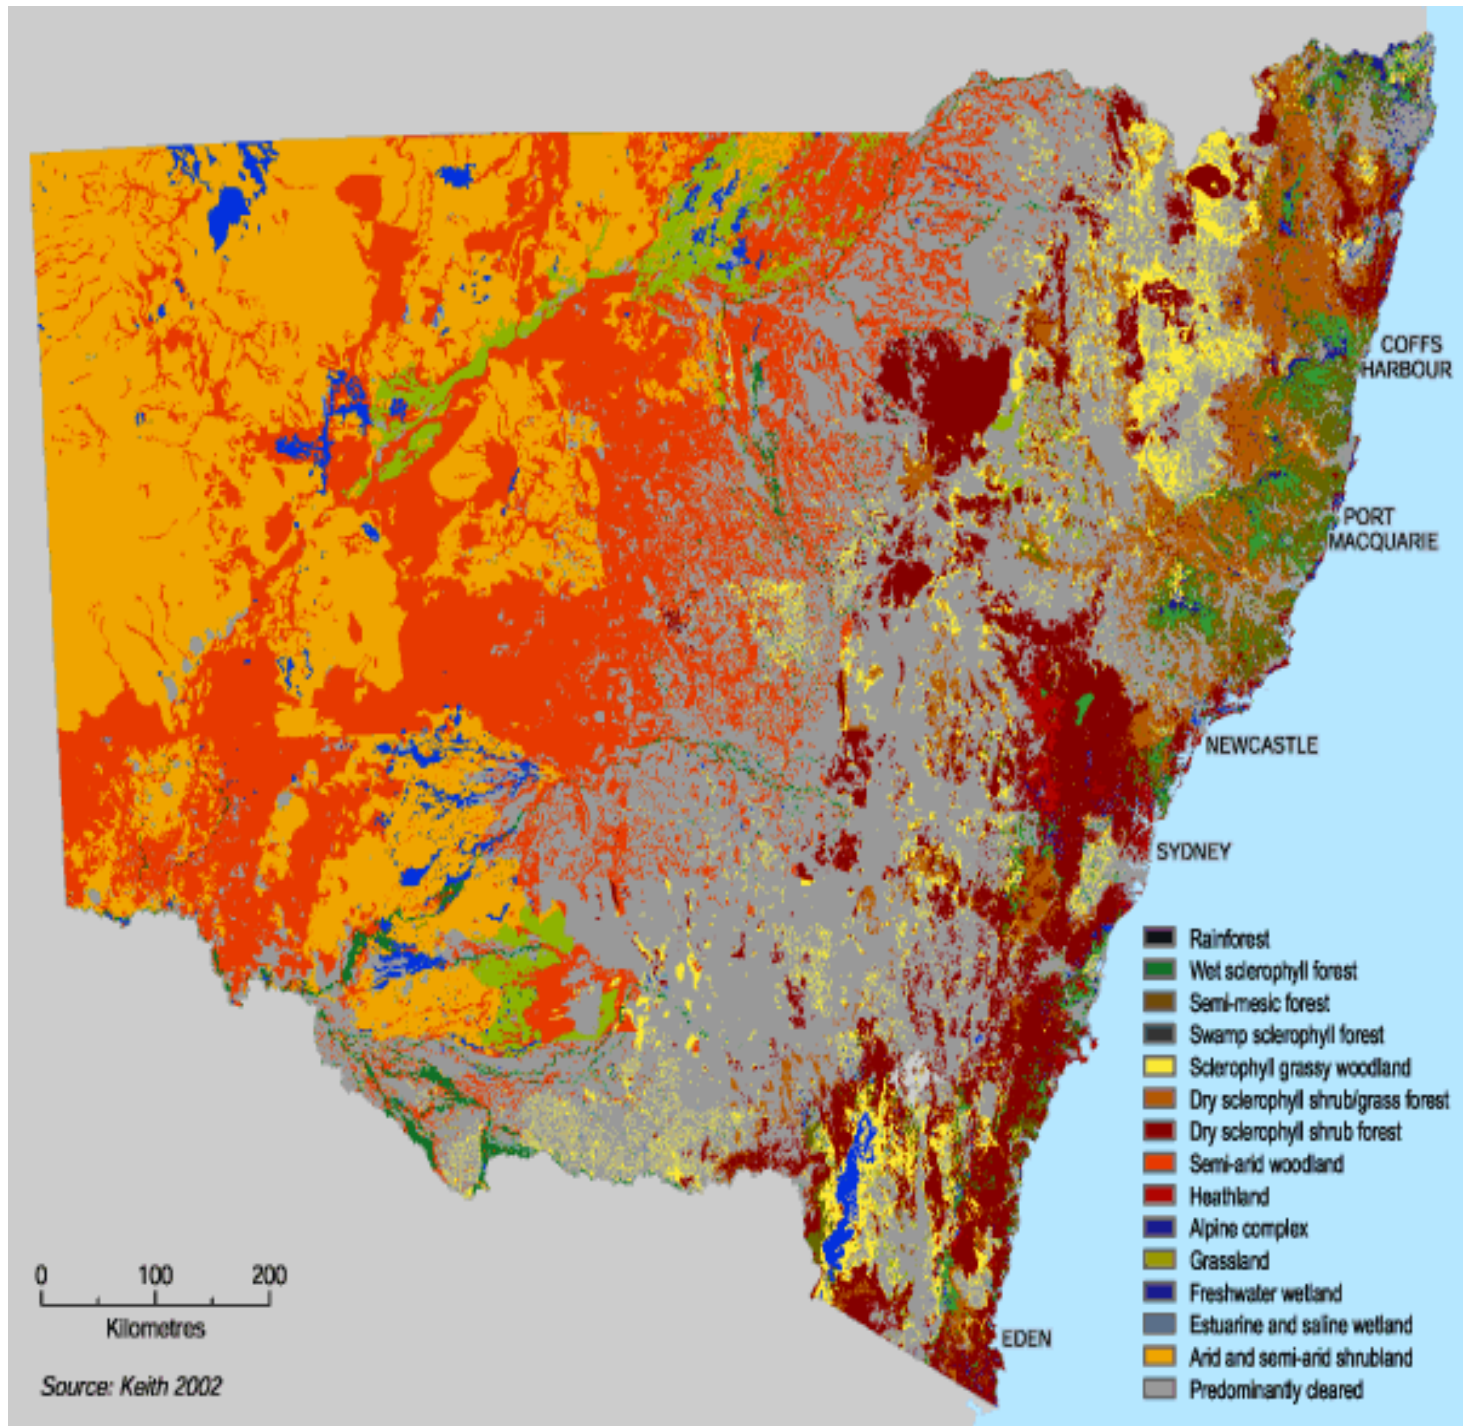 COFFS
HARBOUR
PORT
MACQUARIE
NEWCASTLE
SYDNEY
Rainforest
Wet sclerophyll forest
Semi-mesic forest
Swamp sclerophyll forest
Sclerophyll grassy woodland
Dry sclerophyll shrub/grass forest
Dry sclerophyll shrub forest
Semi-arid woodland
Heathland
Alpine complex
Grassland
Freshwater wetland
Estuarine and saline wetland
Arid and semi-arid shrubland
Predominantly cleared
EDEN
0 100 200
Kilometres
Source: Keith 2002